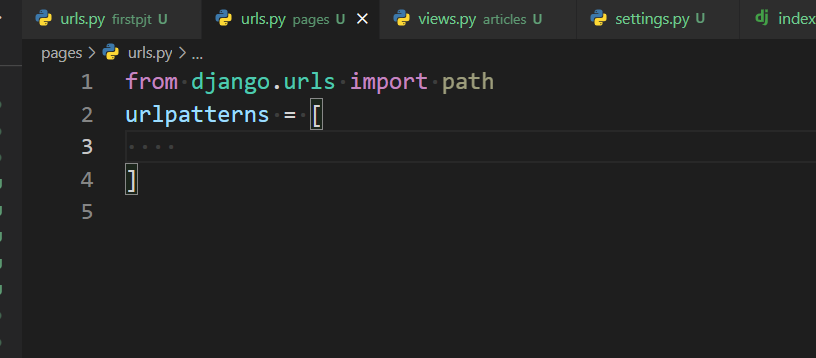 urls.py firstpjt U urls.py pages U × views.py articles U settings.py U dj index
pages > urls.py > ...
1 from django.urls import path
2 urlpatterns = [
3
4 ]
5